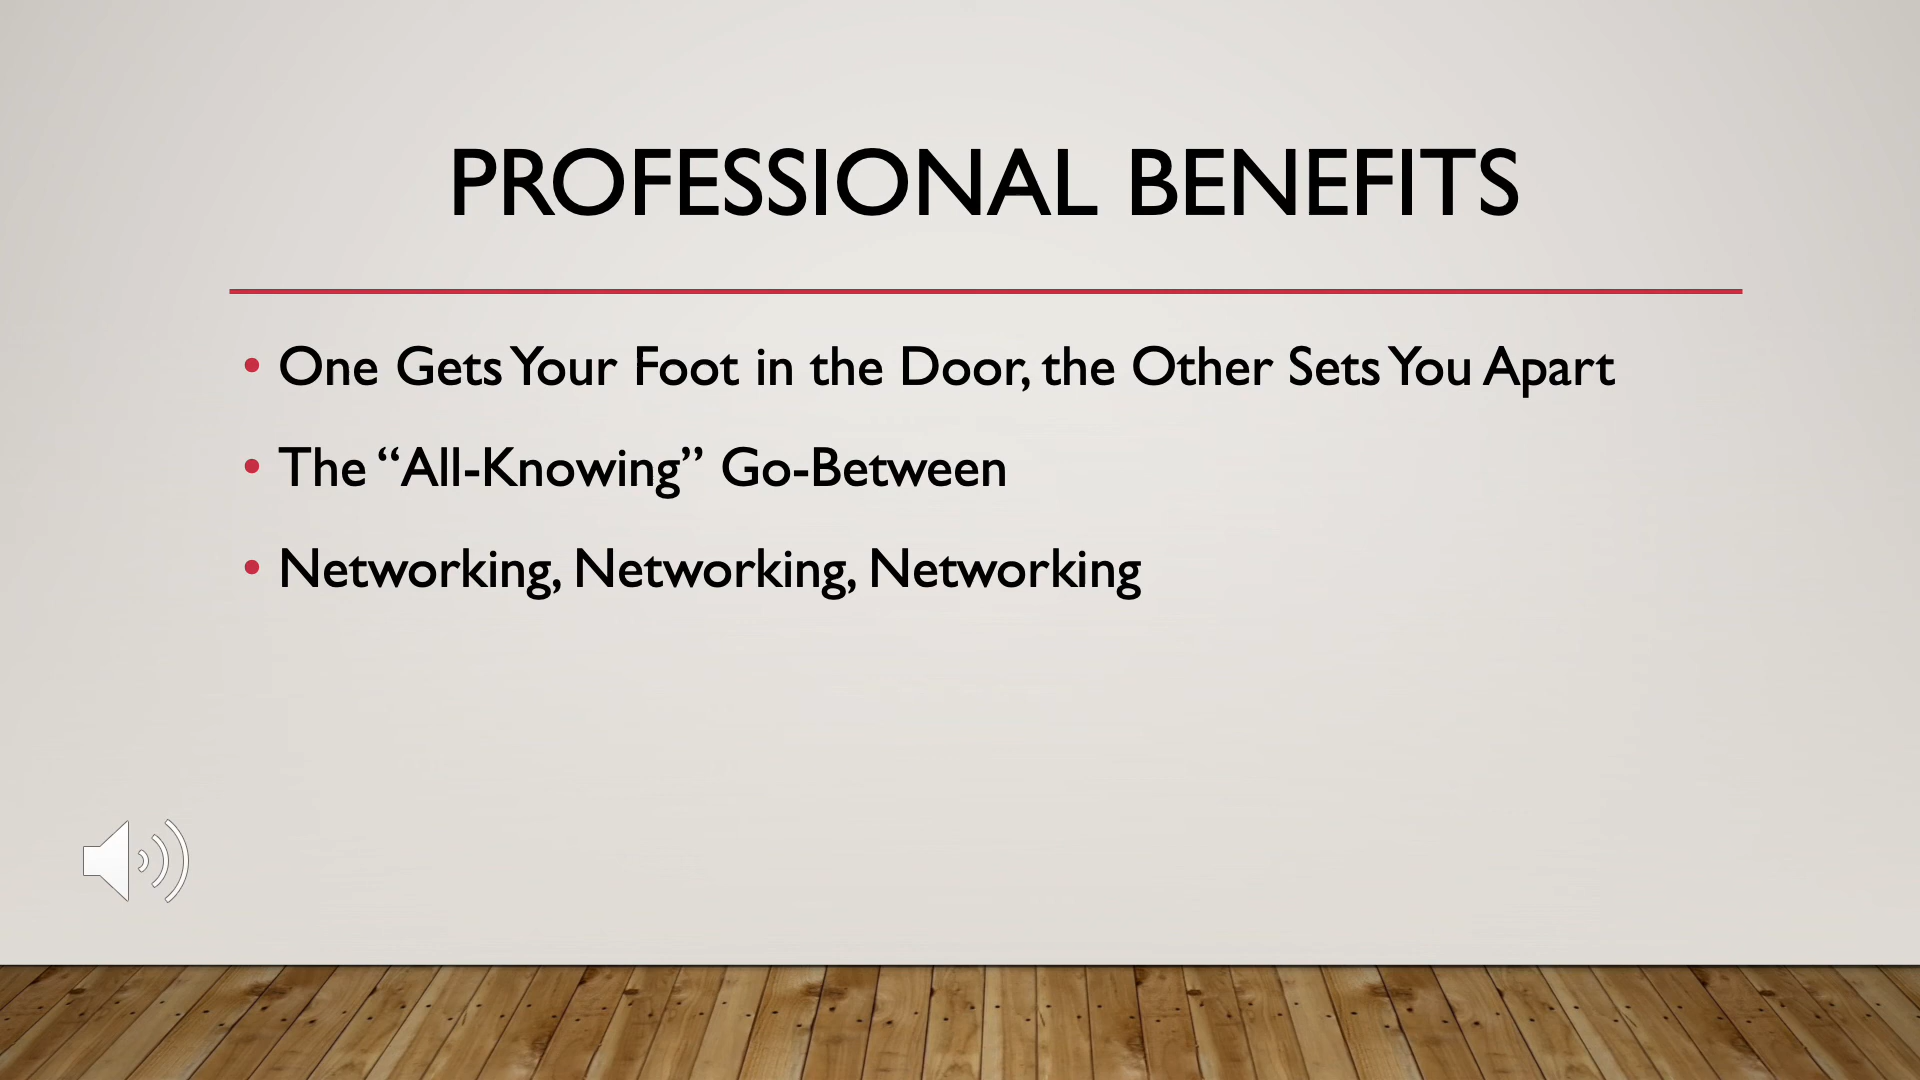 PROFESSIONAL BENEFITS
• One Gets Your Foot in the Door, the Other Sets You Apart
• The “All-Knowing” Go-Between
• Networking, Networking, Networking